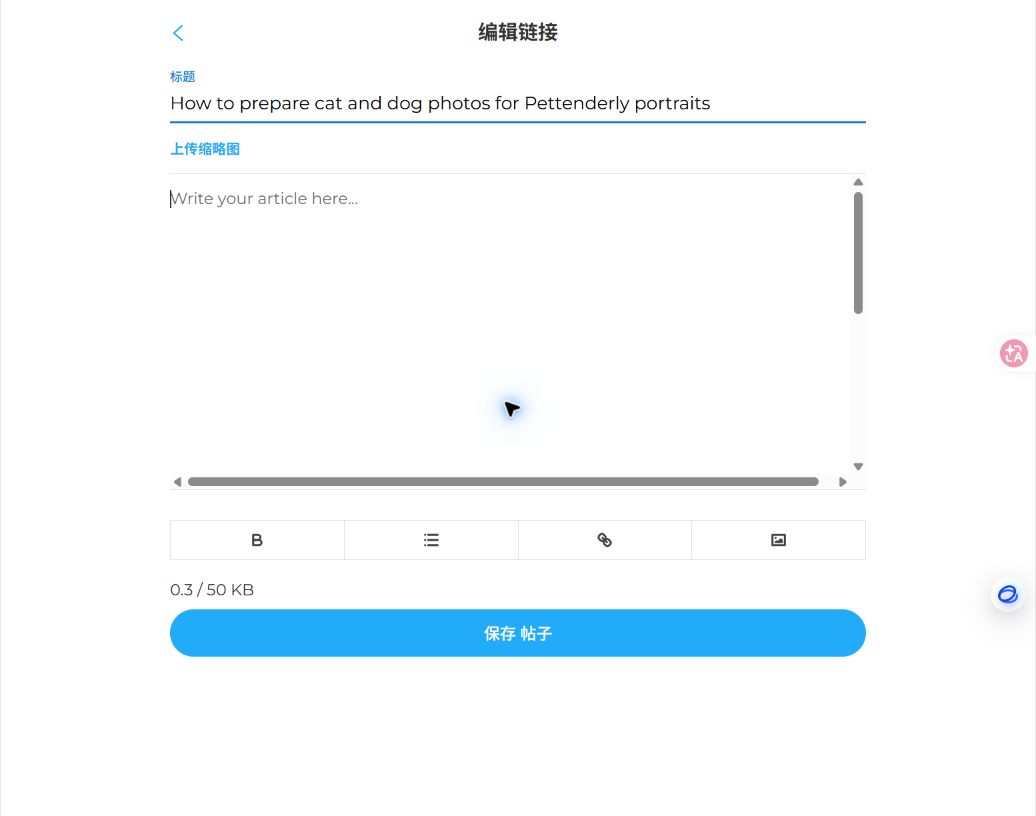 编辑链接
标题
How to prepare cat and dog photos for Pettenderly portraits
上传缩略图
Write your article here...
B
0.3 / 50 KB
保存 帖子